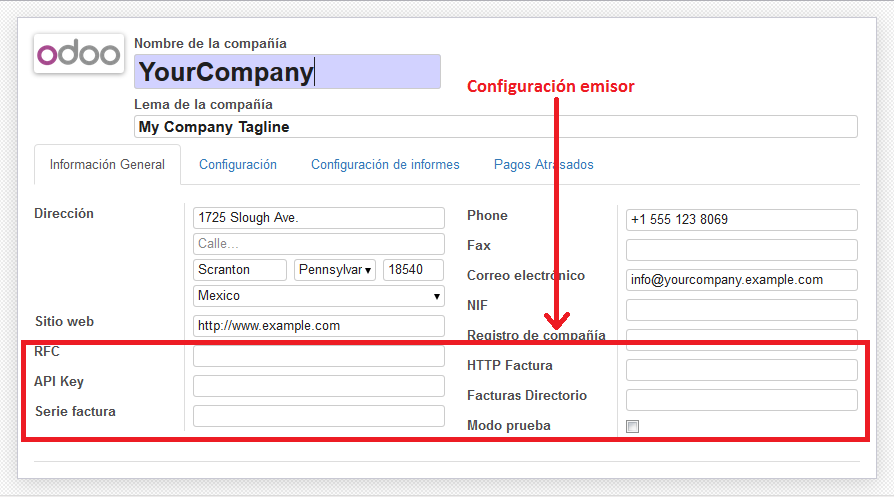 odoo
Nombre de la compañía
YourCompany
Configuración emisor
Lema de la compañía
My Company Tagline
Información General
Configuración
Configuración de informes
Pagos Atrasados
Dirección
1725 Slough Ave.
Calle...
Scranton
Pennsylvar
18540
Mexico
Sitio web
http://www.example.com
RFC
API Key
Serie factura
Phone
+1 555 123 8069
Fax
Correo electrónico
info@yourcompany.example.com
NIF
Registro de compañía
HTTP Factura
Facturas Directorio
Modo prueba